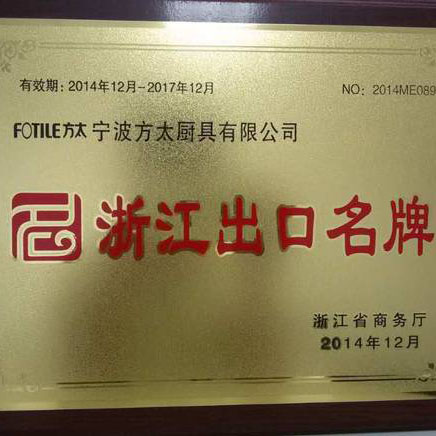 有效期：2014年12月-2017年12月
NO：2014ME089
FOTILE方太 宁波方太厨具有限公司
浙江出口名牌
浙江省商务厅
2014年12月